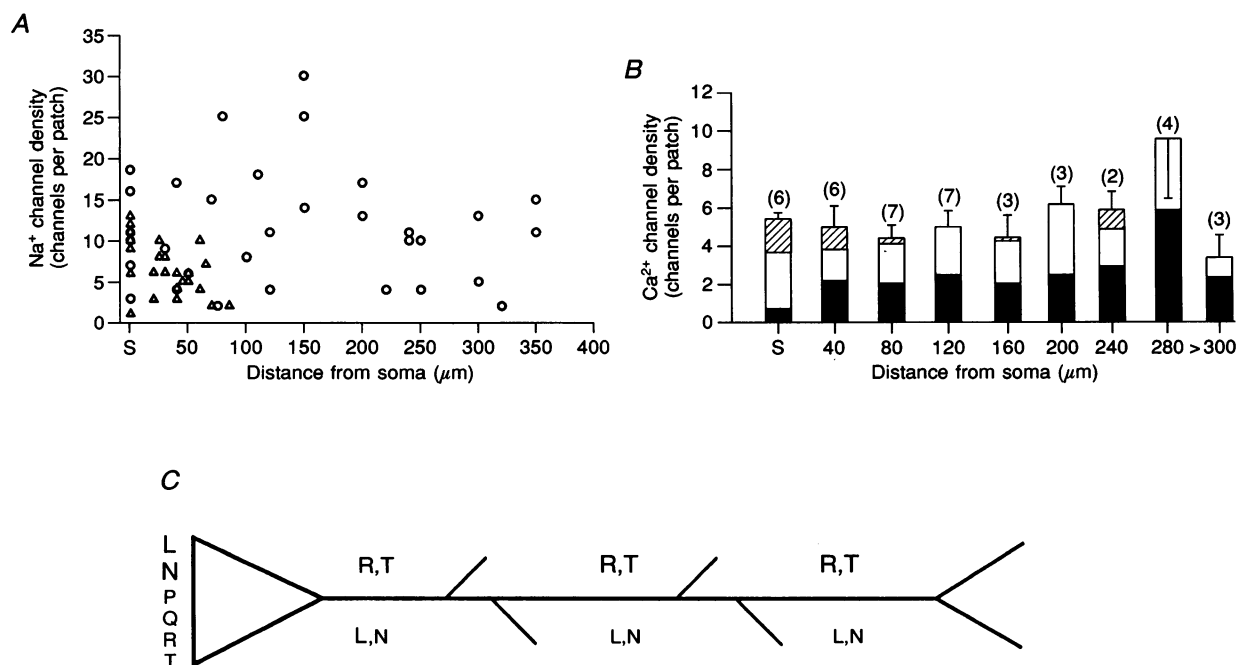 A
Na⁺ channel density
(channels per patch)
35
30
25
20
15
10
5
0
S 50 100 150 200 250 300 350 400
Distance from soma (μm)
B
Ca²⁺ channel density
(channels per patch)
12
10
8
6
4
2
0
(6) (6) (7) (7) (3) (3) (2) (4) (3)
S 40 80 120 160 200 240 280 >300
Distance from soma (μm)
C
L
N
P
Q
R
T
R,T R,T R,T
L,N L,N L,N